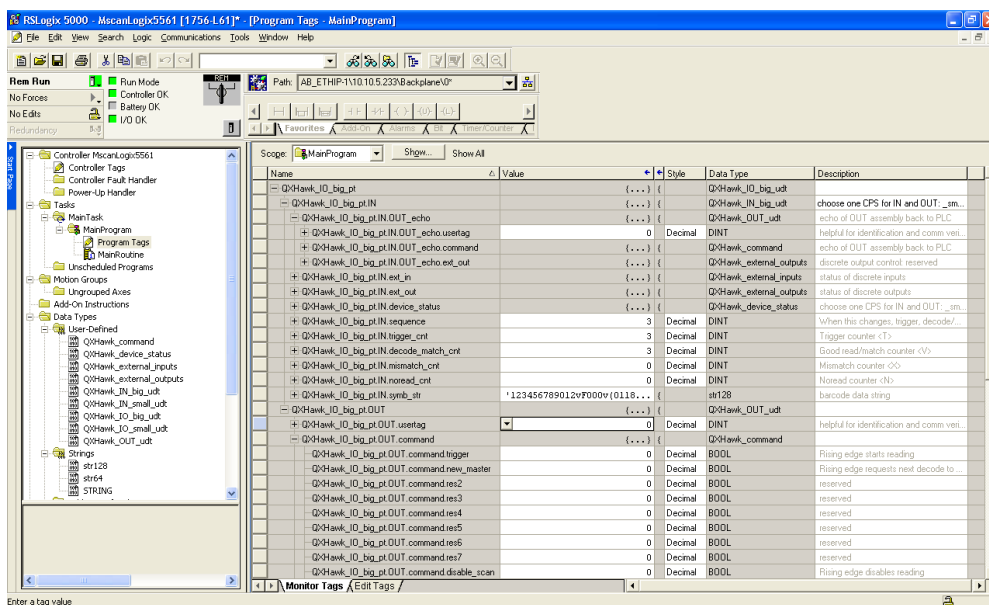 RSLogix 5000 - MscanLogix5561 [1756-L61]* - [Program Tags - MainProgram]
File Edit View Search Logic Communications Tools Window Help
Rem Run Run Mode REM Path: AB_ETHIP-1\10.10.5.233\Backplane\0*
No Forces Controller OK
No Edits Battery OK
Redundancy I/O OK
Favorites Add-On Alarms Bit Timer/Counter
Start Page
Controller MscanLogix5561
Controller Tags
Controller Fault Handler
Power-Up Handler
Tasks
MainTask
MainProgram
Program Tags
MainRoutine
Unscheduled Programs
Motion Groups
Ungrouped Axes
Add-On Instructions
Data Types
User-Defined
QXHawk_command
QXHawk_device_status
QXHawk_external_inputs
QXHawk_external_outputs
QXHawk_IN_big_udt
QXHawk_IN_small_udt
QXHawk_IO_big_udt
QXHawk_IO_small_udt
QXHawk_OUT_udt
Strings
str128
str64
STRING
Scope: MainProgram Show... Show All
Name Value Style Data Type Description
QXHawk_IO_big_pt {...} { QXHawk_IO_big_udt
QXHawk_IO_big_pt.IN {...} { QXHawk_IN_big_udt choose one CPS for IN and OUT: _sm...
QXHawk_IO_big_pt.IN.OUT_echo {...} { QXHawk_OUT_udt echo of OUT assembly back to PLC
QXHawk_IO_big_pt.IN.OUT_echo.usertag 0 Decimal DINT helpful for identification and comm veri...
QXHawk_IO_big_pt.IN.OUT_echo.command {...} { QXHawk_command echo of OUT assembly back to PLC
QXHawk_IO_big_pt.IN.OUT_echo.ext_out {...} { QXHawk_external_outputs discrete output control: reserved
QXHawk_IO_big_pt.IN.ext_in {...} { QXHawk_external_inputs status of discrete inputs
QXHawk_IO_big_pt.IN.ext_out {...} { QXHawk_external_outputs status of discrete outputs
QXHawk_IO_big_pt.IN.device_status {...} { QXHawk_device_status choose one CPS for IN and OUT: _sm...
QXHawk_IO_big_pt.IN.sequence 3 Decimal DINT When this changes, trigger, decode/...
QXHawk_IO_big_pt.IN.trigger_cnt 3 Decimal DINT Trigger counter <T>
QXHawk_IO_big_pt.IN.decode_match_cnt 3 Decimal DINT Good read/match counter <V>
QXHawk_IO_big_pt.IN.mismatch_cnt 0 Decimal DINT Mismatch counter <X>
QXHawk_IO_big_pt.IN.noread_cnt 0 Decimal DINT Noread counter <N>
QXHawk_IO_big_pt.IN.symb_str '123456789012vF000v(0118... { str128 barcode data string
QXHawk_IO_big_pt.OUT {...} { QXHawk_OUT_udt
QXHawk_IO_big_pt.OUT.usertag 0 Decimal DINT helpful for identification and comm veri...
QXHawk_IO_big_pt.OUT.command {...} { QXHawk_command
QXHawk_IO_big_pt.OUT.command.trigger 0 Decimal BOOL Rising edge starts reading
QXHawk_IO_big_pt.OUT.command.new_master 0 Decimal BOOL Rising edge requests next decode to ...
QXHawk_IO_big_pt.OUT.command.res2 0 Decimal BOOL reserved
QXHawk_IO_big_pt.OUT.command.res3 0 Decimal BOOL reserved
QXHawk_IO_big_pt.OUT.command.res4 0 Decimal BOOL reserved
QXHawk_IO_big_pt.OUT.command.res5 0 Decimal BOOL reserved
QXHawk_IO_big_pt.OUT.command.res6 0 Decimal BOOL reserved
QXHawk_IO_big_pt.OUT.command.res7 0 Decimal BOOL reserved
QXHawk_IO_big_pt.OUT.command.disable_scan 0 Decimal BOOL Rising edge disables reading
Monitor Tags Edit Tags
Enter a tag value